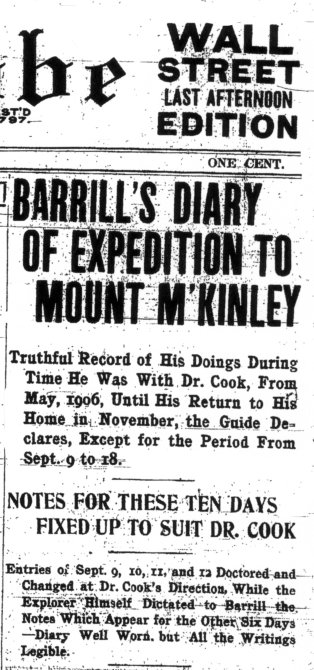 be
WALL
STREET
LAST AFTERNOON
EDITION
EST'D
1797.
ONE CENT.
BARRILL'S DIARY
OF EXPEDITION TO
MOUNT M'KINLEY
Truthful Record of His Doings During
Time He Was With Dr. Cook, From
May, 1906, Until His Return to His
Home in November, the Guide De-
clares, Except for the Period From
Sept. 9 to 18.
NOTES FOR THESE TEN DAYS
FIXED UP TO SUIT DR. COOK
Entries of Sept. 9, 10, 11, and 12 Doctored and
Changed at Dr. Cook's Direction, While the
Explorer Himself Dictated to Barrill the
Notes Which Appear for the Other Six Days
—Diary Well Worn, but All the Writings
Legible.